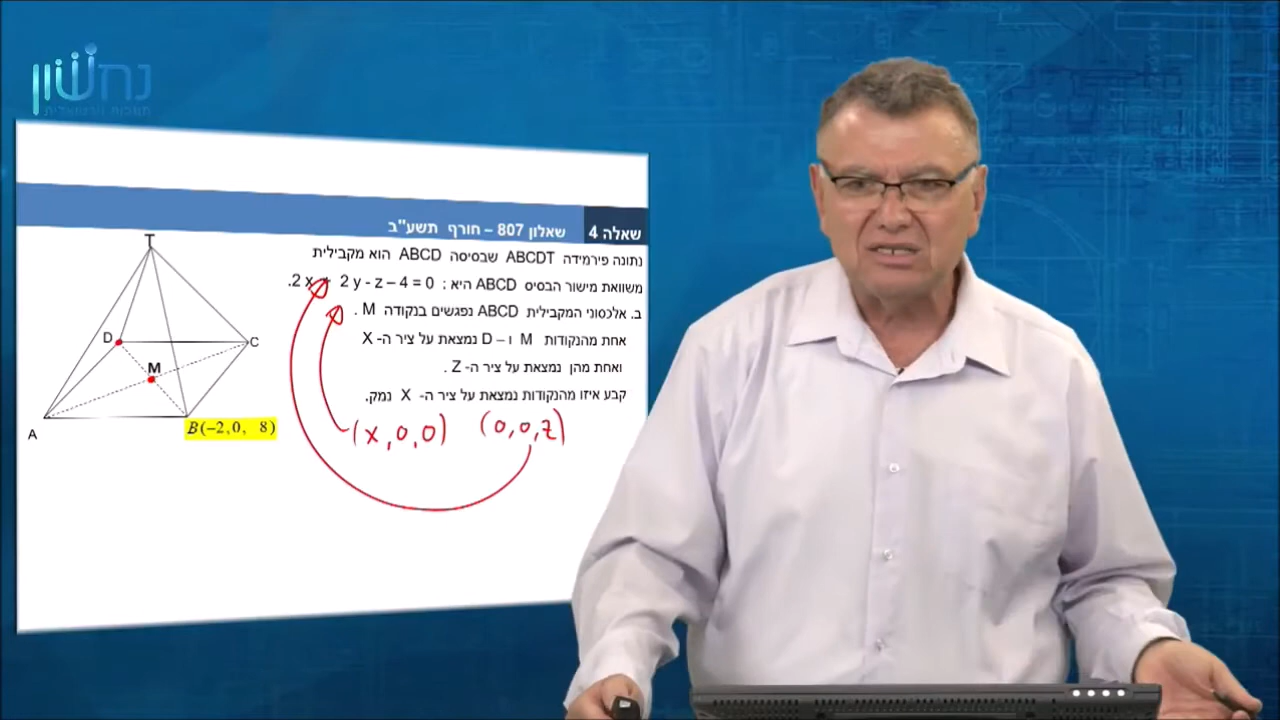 נחשון
שאלה 4
שאלון 807 – חורף תשע"ב
נתונה פירמידה ABCDT שבסיסה ABCD הוא מקבילית
משוואת מישור הבסיס ABCD היא : 2 x + 2 y - z – 4 = 0.
ב. אלכסוני המקבילית ABCD נפגשים בנקודה M .
אחת מהנקודות M ו – D נמצאת על ציר ה- X
ואחת מהן נמצאת על ציר ה- Z .
קבע איזו מהנקודות נמצאת על ציר ה- X נמק.
(x,0,0) (0,0,z)
T
D
C
M
A
B(−2,0, 8)